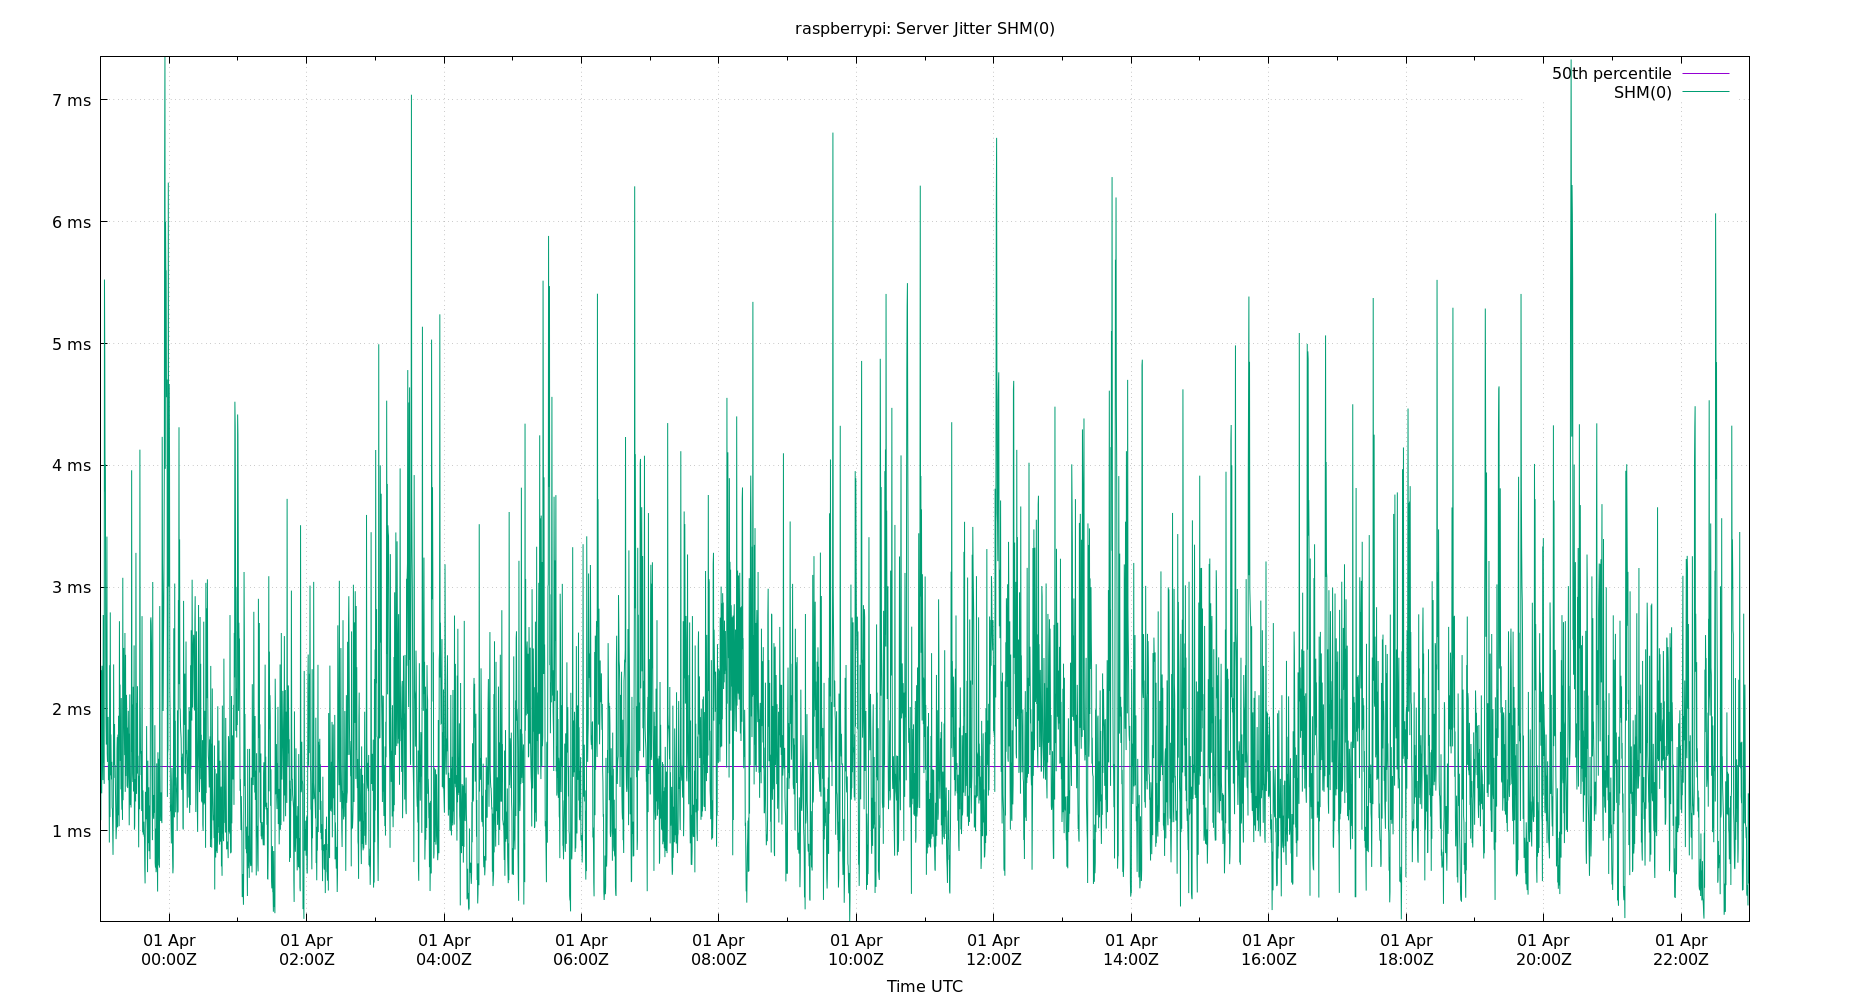 raspberrypi: Server Jitter SHM(0)
50th percentile
SHM(0)
7 ms
6 ms
5 ms
4 ms
3 ms
2 ms
1 ms
01 Apr 01 Apr 01 Apr 01 Apr 01 Apr 01 Apr 01 Apr 01 Apr 01 Apr 01 Apr 01 Apr 01 Apr
00:00Z 02:00Z 04:00Z 06:00Z 08:00Z 10:00Z 12:00Z 14:00Z 16:00Z 18:00Z 20:00Z 22:00Z
Time UTC